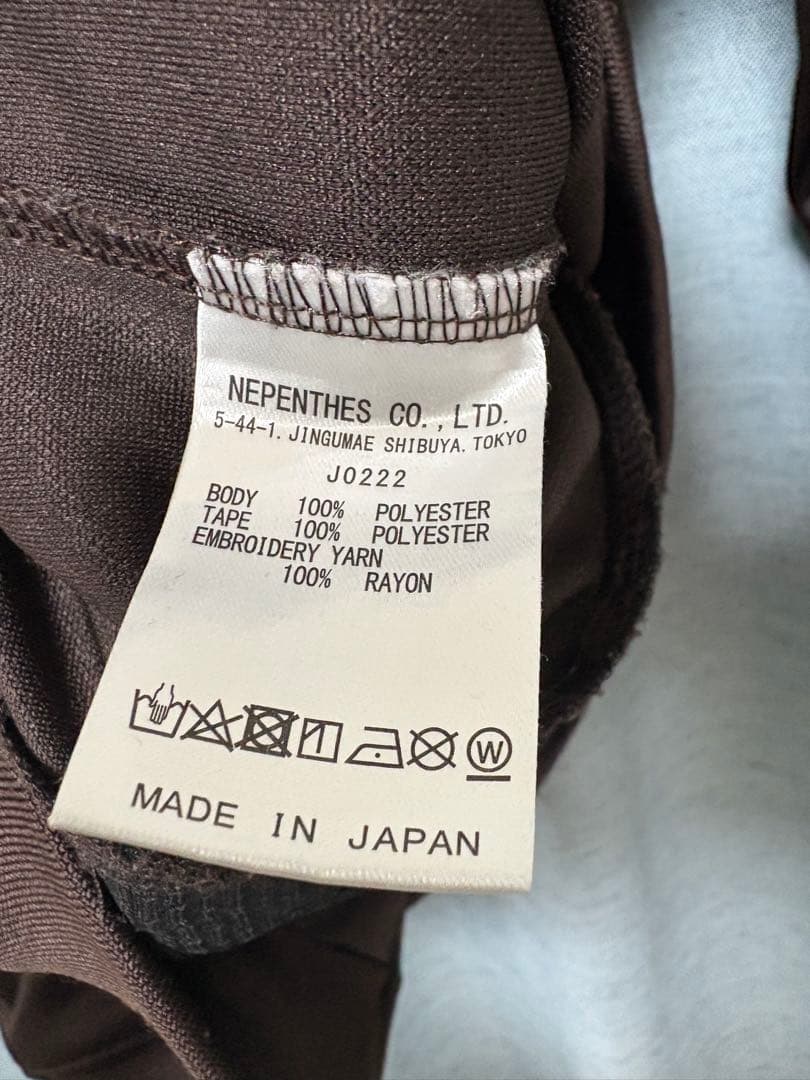 NEPENTHES CO., LTD.
5-44-1. JINGUMAE SHIBUYA. TOKYO
J0222
BODY 100% POLYESTER
TAPE 100% POLYESTER
EMBROIDERY YARN
100% RAYON
W
MADE IN JAPAN